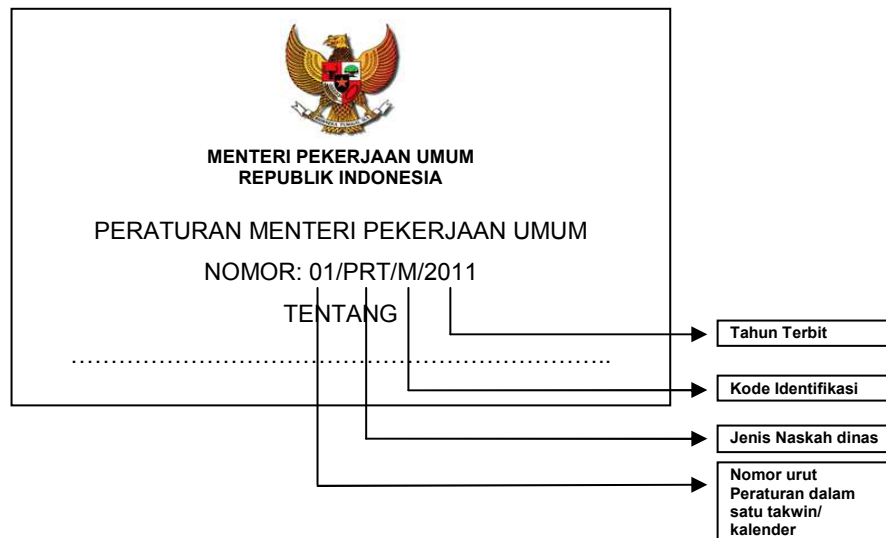 MENTERI PEKERJAAN UMUM
REPUBLIK INDONESIA
PERATURAN MENTERI PEKERJAAN UMUM
NOMOR: 01/PRT/M/2011
TENTANG
…………………………………………………………..
Tahun Terbit
Kode Identifikasi
Jenis Naskah dinas
Nomor urut
Peraturan dalam
satu takwin/
kalender